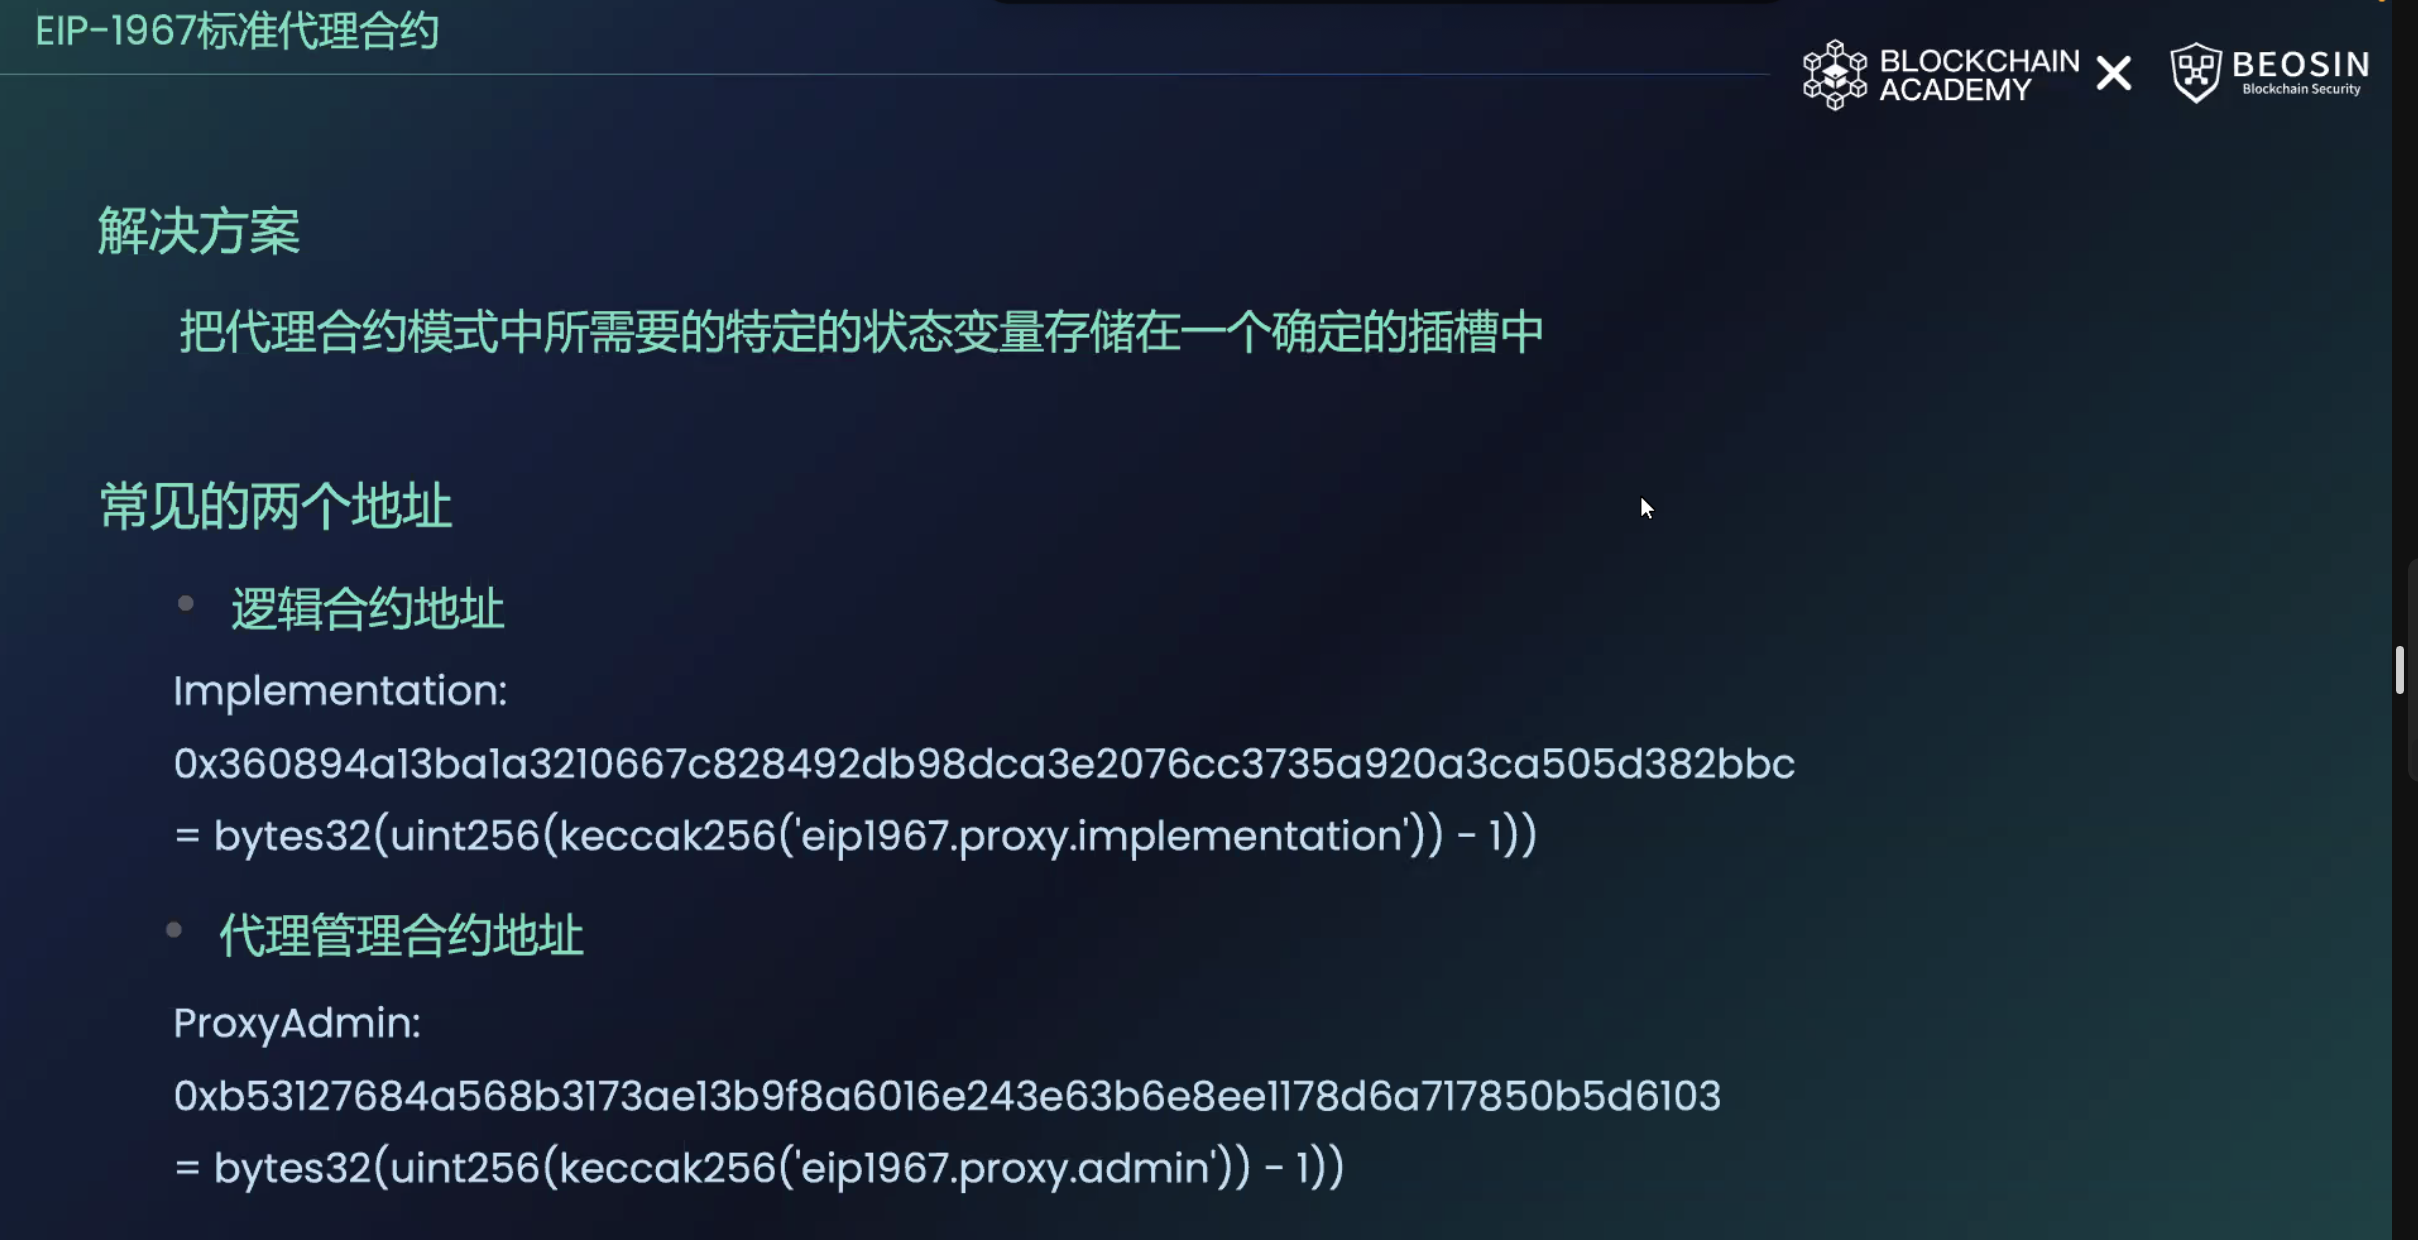 EIP-1967标准代理合约
BLOCKCHAIN
ACADEMY
BEOSIN
Blockchain Security
解决方案
把代理合约模式中所需要的特定的状态变量存储在一个确定的插槽中
常见的两个地址
逻辑合约地址
Implementation:
0x360894a13ba1a3210667c828492db98dca3e2076cc3735a920a3ca505d382bbc
= bytes32(uint256(keccak256('eip1967.proxy.implementation')) - 1))
代理管理合约地址
ProxyAdmin:
0xb53127684a568b3173ae13b9f8a6016e243e63b6e8ee1178d6a717850b5d6103
= bytes32(uint256(keccak256('eip1967.proxy.admin')) - 1))